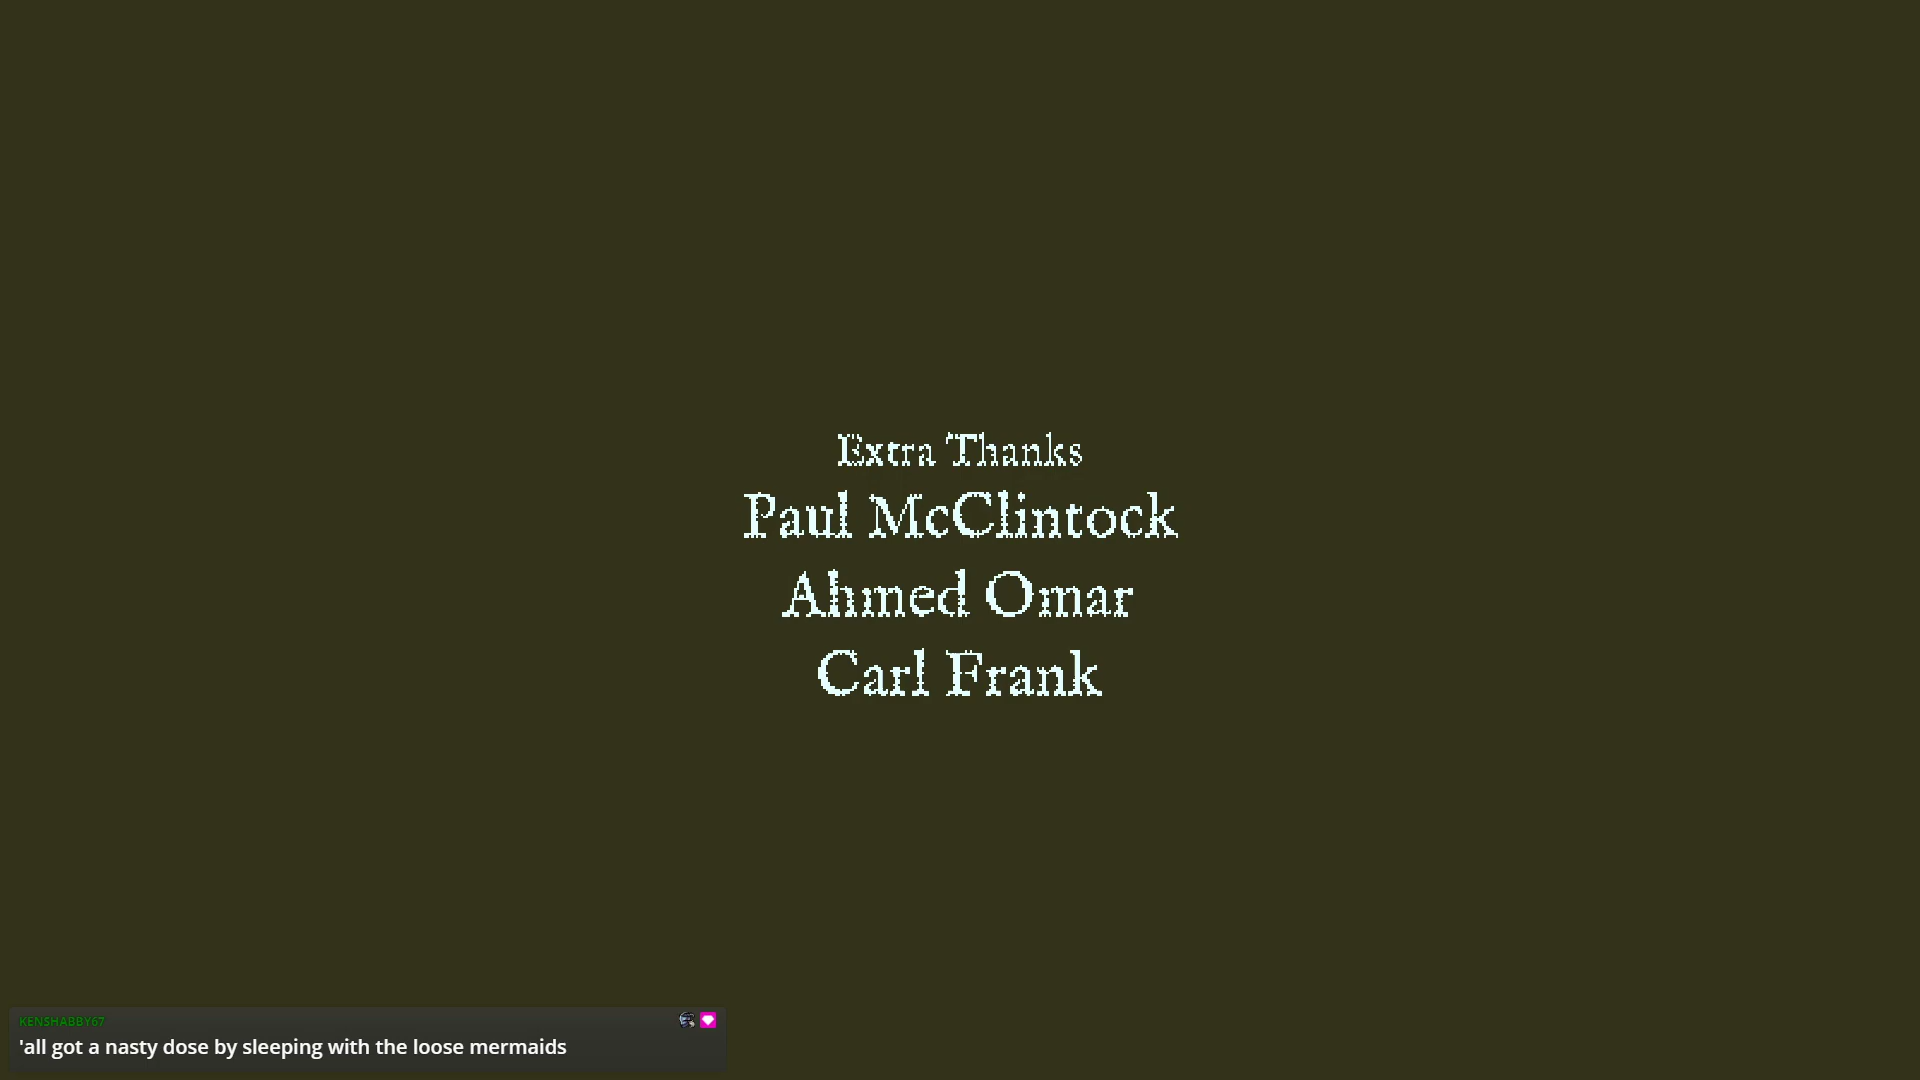 Extra Thanks
Paul McClintock
Ahmed Omar
Carl Frank
KENSHABBY67
'all got a nasty dose by sleeping with the loose mermaids